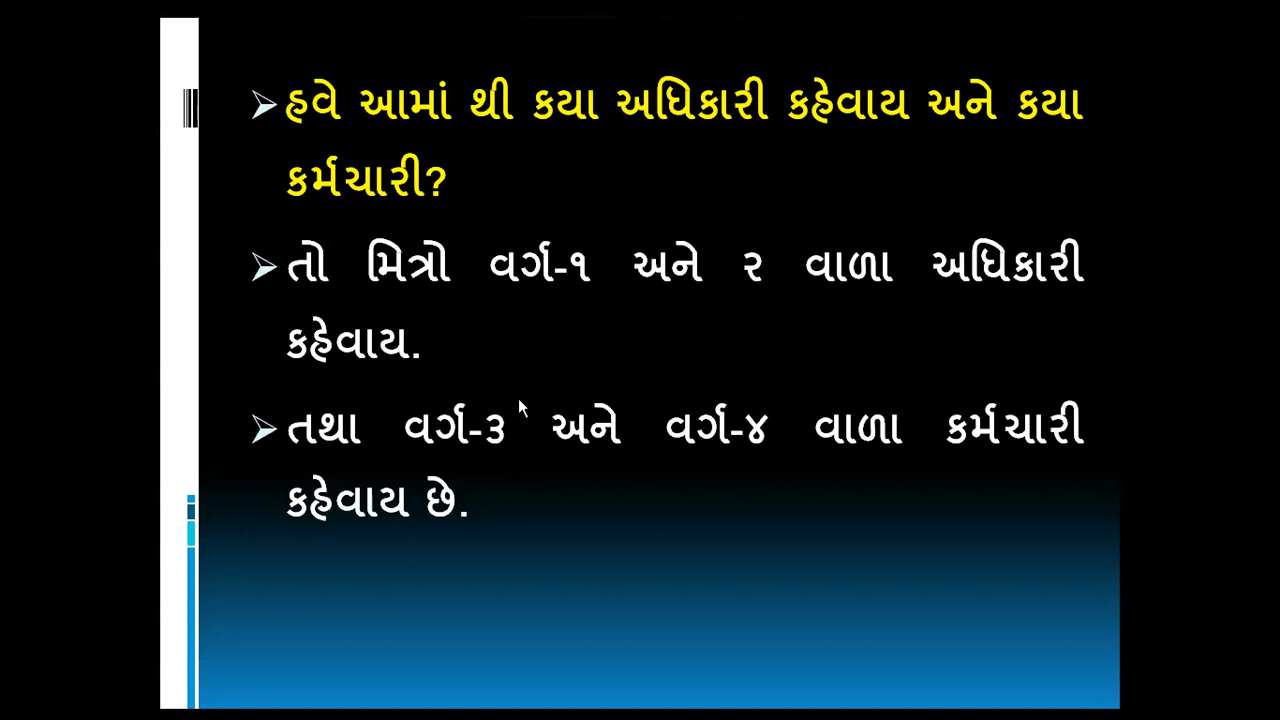 હવે આમાં થી કયા અધિકારી કહેવાય અને કયા
કર્મચારી?
તો મિત્રો વર્ગ-૧ અને ૨ વાળા અધિકારી
કહેવાય.
તથા વર્ગ-૩ અને વર્ગ-૪ વાળા કર્મચારી
કહેવાય છે.